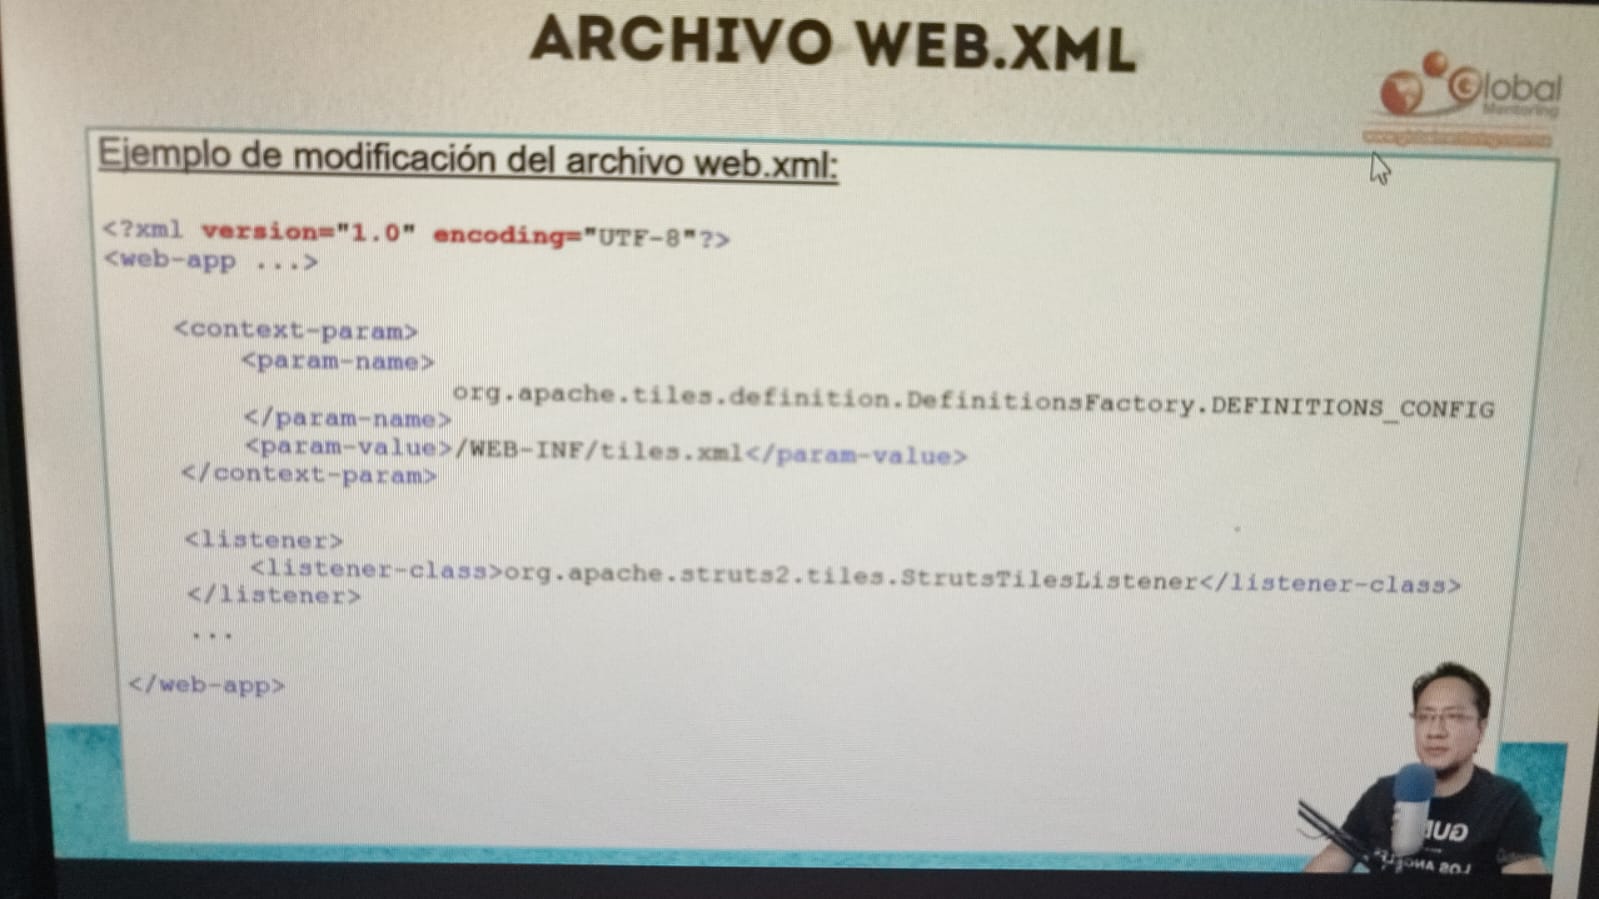 ARCHIVO WEB.XML
Global
Mentoring
Ejemplo de modificación del archivo web.xml:
<?xml version="1.0" encoding="UTF-8"?>
<web-app ...>
<context-param>
<param-name>
org.apache.tiles.definition.DefinitionsFactory.DEFINITIONS_CONFIG
</param-name>
<param-value>/WEB-INF/tiles.xml</param-value>
</context-param>
<listener>
<listener-class>org.apache.struts2.tiles.StrutsTilesListener</listener-class>
</listener>
...
</web-app>